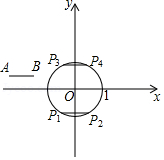 y
P₃ P₄
A B
O 1 x
P₁ P₂